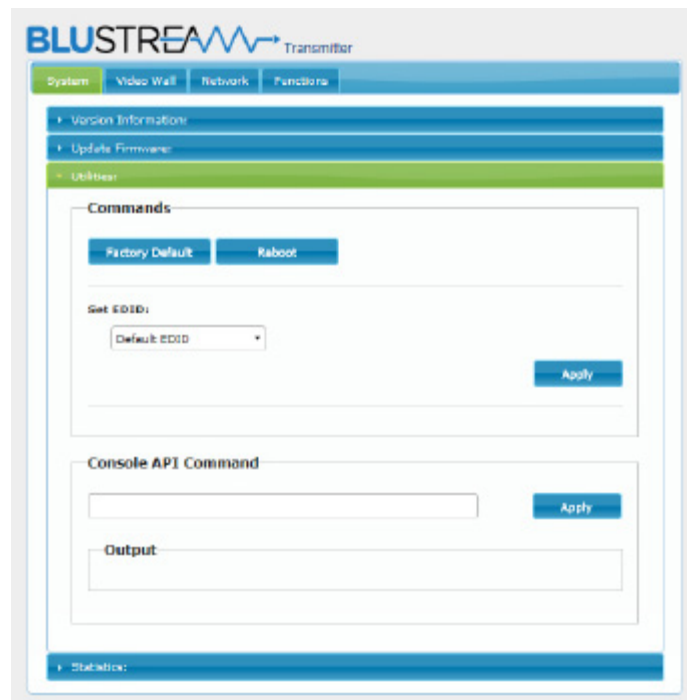 BLUSTREAM Transmitter
System Video Wall Network Functions
Version Information:
Update Firmware:
Utilities:
Commands
Factory Default Reboot
Set EDID:
Default EDID
Apply
Console API Command
Apply
Output
Statistics: